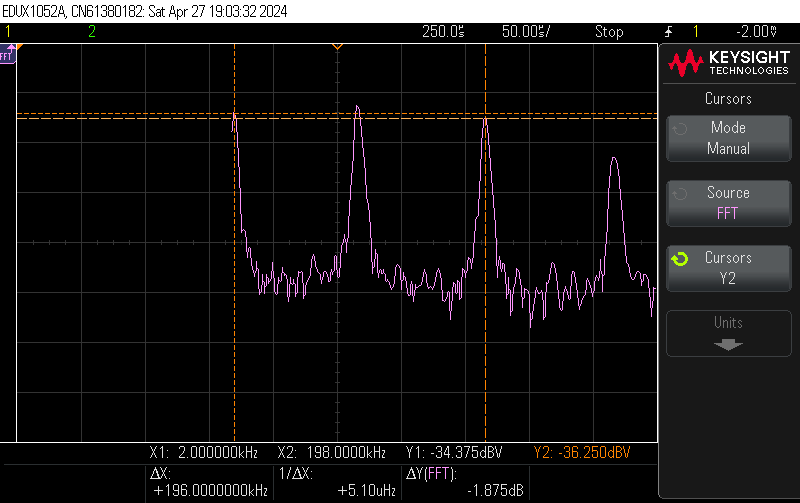 EDUX1052A, CN61380182: Sat Apr 27 19:03:32 2024
1 2 250.0µs 50.00µs/ Stop 1 -2.00V
FFT
KEYSIGHT
TECHNOLOGIES
Cursors
Mode
Manual
Source
FFT
Cursors
Y2
Units
X1: 2.000000kHz X2: 198.0000kHz Y1: -34.375dBV Y2: -36.250dBV
ΔX: 1/ΔX: ΔY(FFT):
+196.0000000kHz +5.10uHz -1.875dB